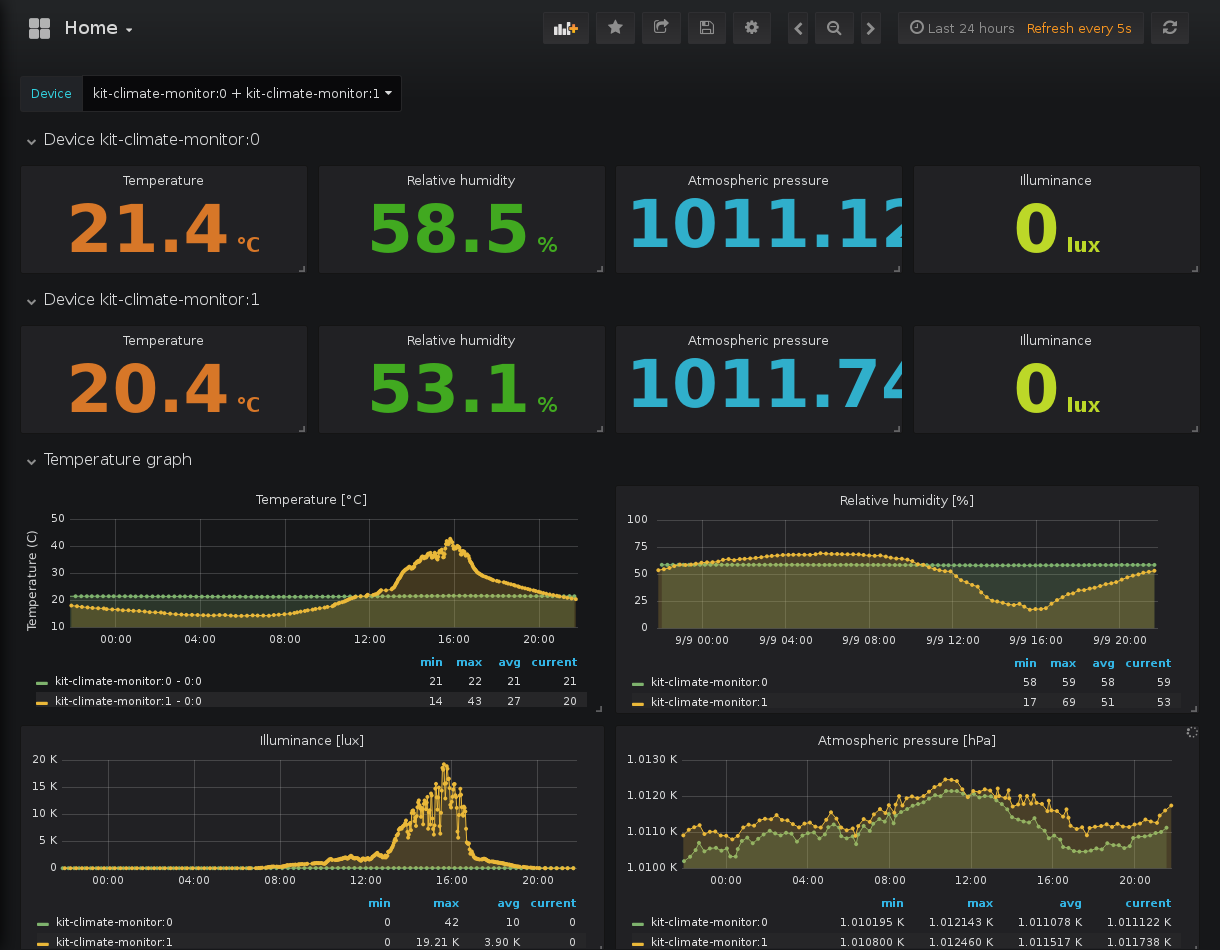 Home
Last 24 hours Refresh every 5s
Device kit-climate-monitor:0 + kit-climate-monitor:1
Device kit-climate-monitor:0
Temperature Relative humidity Atmospheric pressure Illuminance
21.4 °C 58.5 % 1011.12 0 lux
Device kit-climate-monitor:1
Temperature Relative humidity Atmospheric pressure Illuminance
20.4 °C 53.1 % 1011.74 0 lux
Temperature graph
Temperature [°C]
Temperature (C)
50
40
30
20
10
00:00 04:00 08:00 12:00 16:00 20:00
min max avg current
kit-climate-monitor:0 - 0:0 21 22 21 21
kit-climate-monitor:1 - 0:0 14 43 27 20
Relative humidity [%]
100
75
50
25
0
9/9 00:00 9/9 04:00 9/9 08:00 9/9 12:00 9/9 16:00 9/9 20:00
min max avg current
kit-climate-monitor:0 58 59 58 59
kit-climate-monitor:1 17 69 51 53
Illuminance [lux]
20 K
15 K
10 K
5 K
0
00:00 04:00 08:00 12:00 16:00 20:00
min max avg current
kit-climate-monitor:0 0 42 10 0
kit-climate-monitor:1 0 19.21 K 3.90 K 0
Atmospheric pressure [hPa]
1.0130 K
1.0120 K
1.0110 K
1.0100 K
00:00 04:00 08:00 12:00 16:00 20:00
min max avg current
kit-climate-monitor:0 1.010195 K 1.012143 K 1.011078 K 1.011122 K
kit-climate-monitor:1 1.010800 K 1.012460 K 1.011517 K 1.011738 K